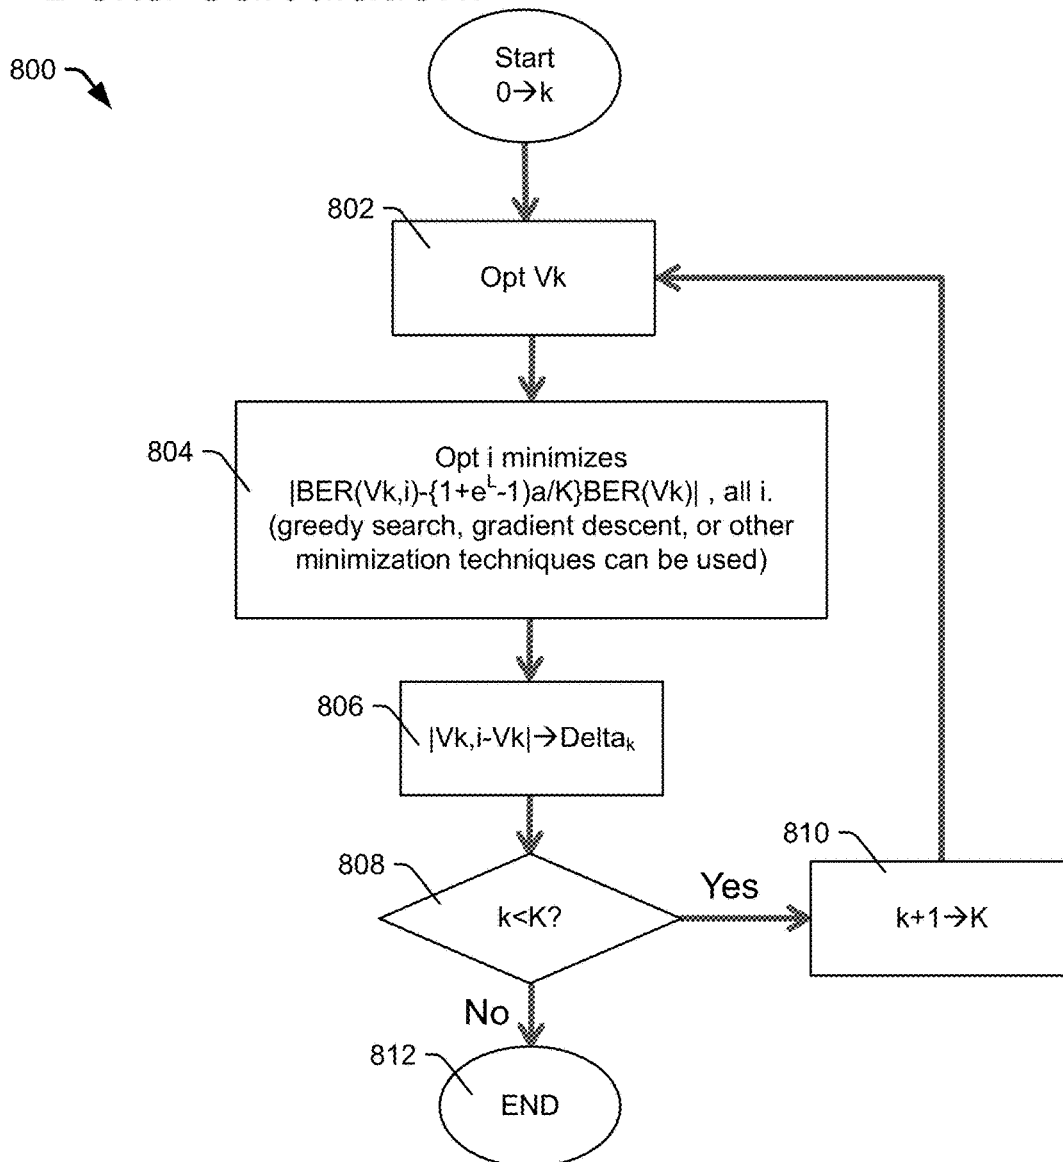 800
Start
0→k
802
Opt Vk
804
Opt i minimizes
|BER(Vk,i)-{1+e^L-1)a/K}BER(Vk)| , all i.
(greedy search, gradient descent, or other
minimization techniques can be used)
806
|Vk,i-Vk|→Deltaₖ
808
k<K?
Yes
810
k+1→K
No
812
END